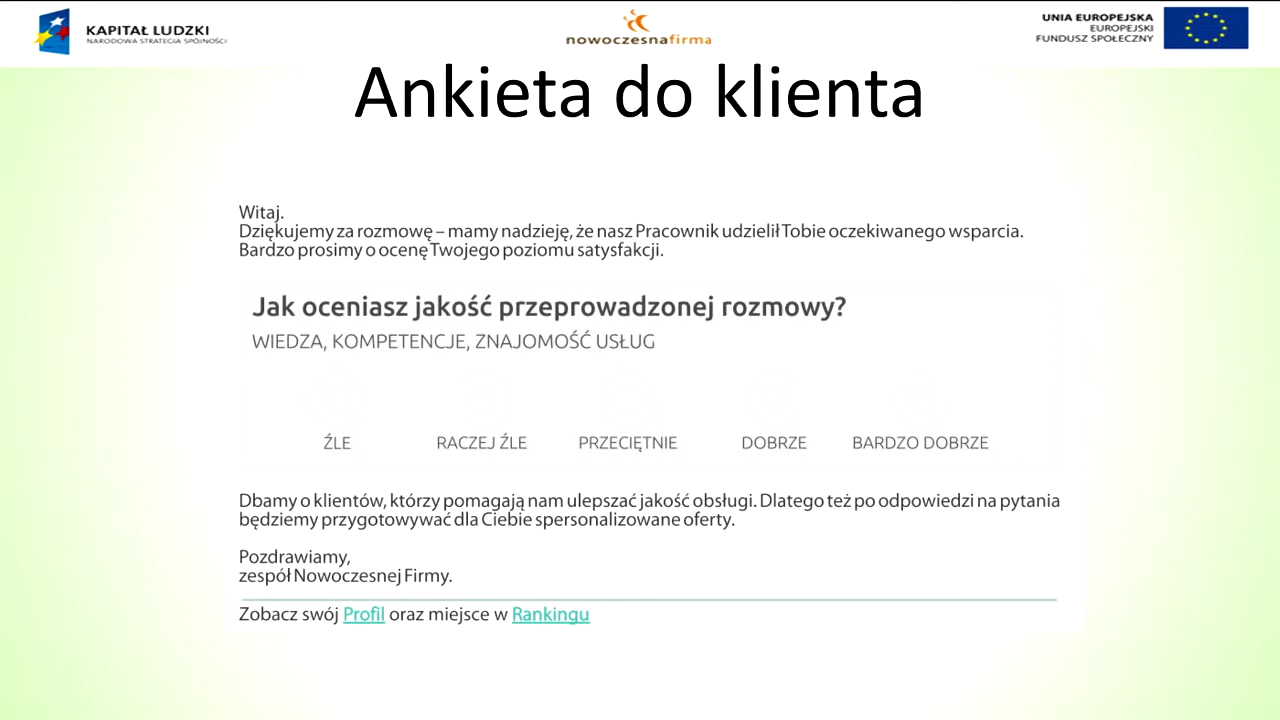 KAPITAŁ LUDZKI
NARODOWA STRATEGIA SPÓJNOŚCI
nowoczesnafirma
UNIA EUROPEJSKA
EUROPEJSKI
FUNDUSZ SPOŁECZNY
Ankieta do klienta
Witaj.
Dziękujemy za rozmowę – mamy nadzieję, że nasz Pracownik udzielił Tobie oczekiwanego wsparcia.
Bardzo prosimy o ocenę Twojego poziomu satysfakcji.
Jak oceniasz jakość przeprowadzonej rozmowy?
WIEDZA, KOMPETENCJE, ZNAJOMOŚĆ USŁUG
ŹLE RACZEJ ŹLE PRZECIĘTNIE DOBRZE BARDZO DOBRZE
Dbamy o klientów, którzy pomagają nam ulepszać jakość obsługi. Dlatego też po odpowiedzi na pytania
będziemy przygotowywać dla Ciebie spersonalizowane oferty.
Pozdrawiamy,
zespół Nowoczesnej Firmy.
Zobacz swój Profil oraz miejsce w Rankingu